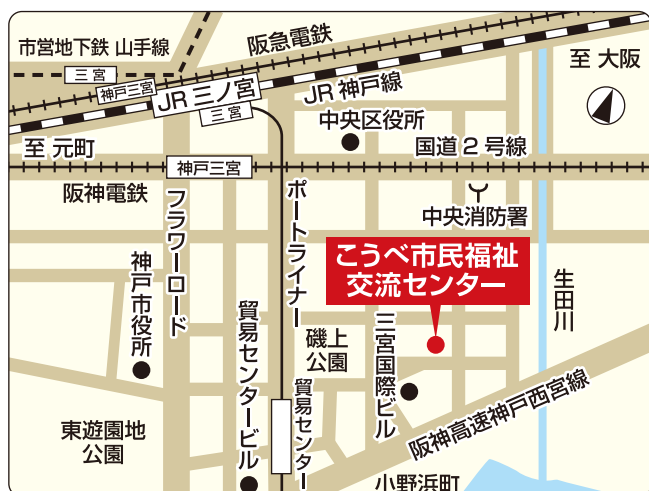 市営地下鉄 山手線
阪急電鉄
至 大阪
三宮
神戸三宮
JR 三ノ宮
三宮
JR 神戸線
中央区役所
至 元町
神戸三宮
国道2号線
阪神電鉄
中央消防署
フラワーロード
ポートライナー
こうべ市民福祉
交流センター
神戸市役所
生田川
貿易センタービル
磯上
公園
三宮国際ビル
貿易センター
阪神高速神戸西宮線
東遊園地
公園
小野浜町